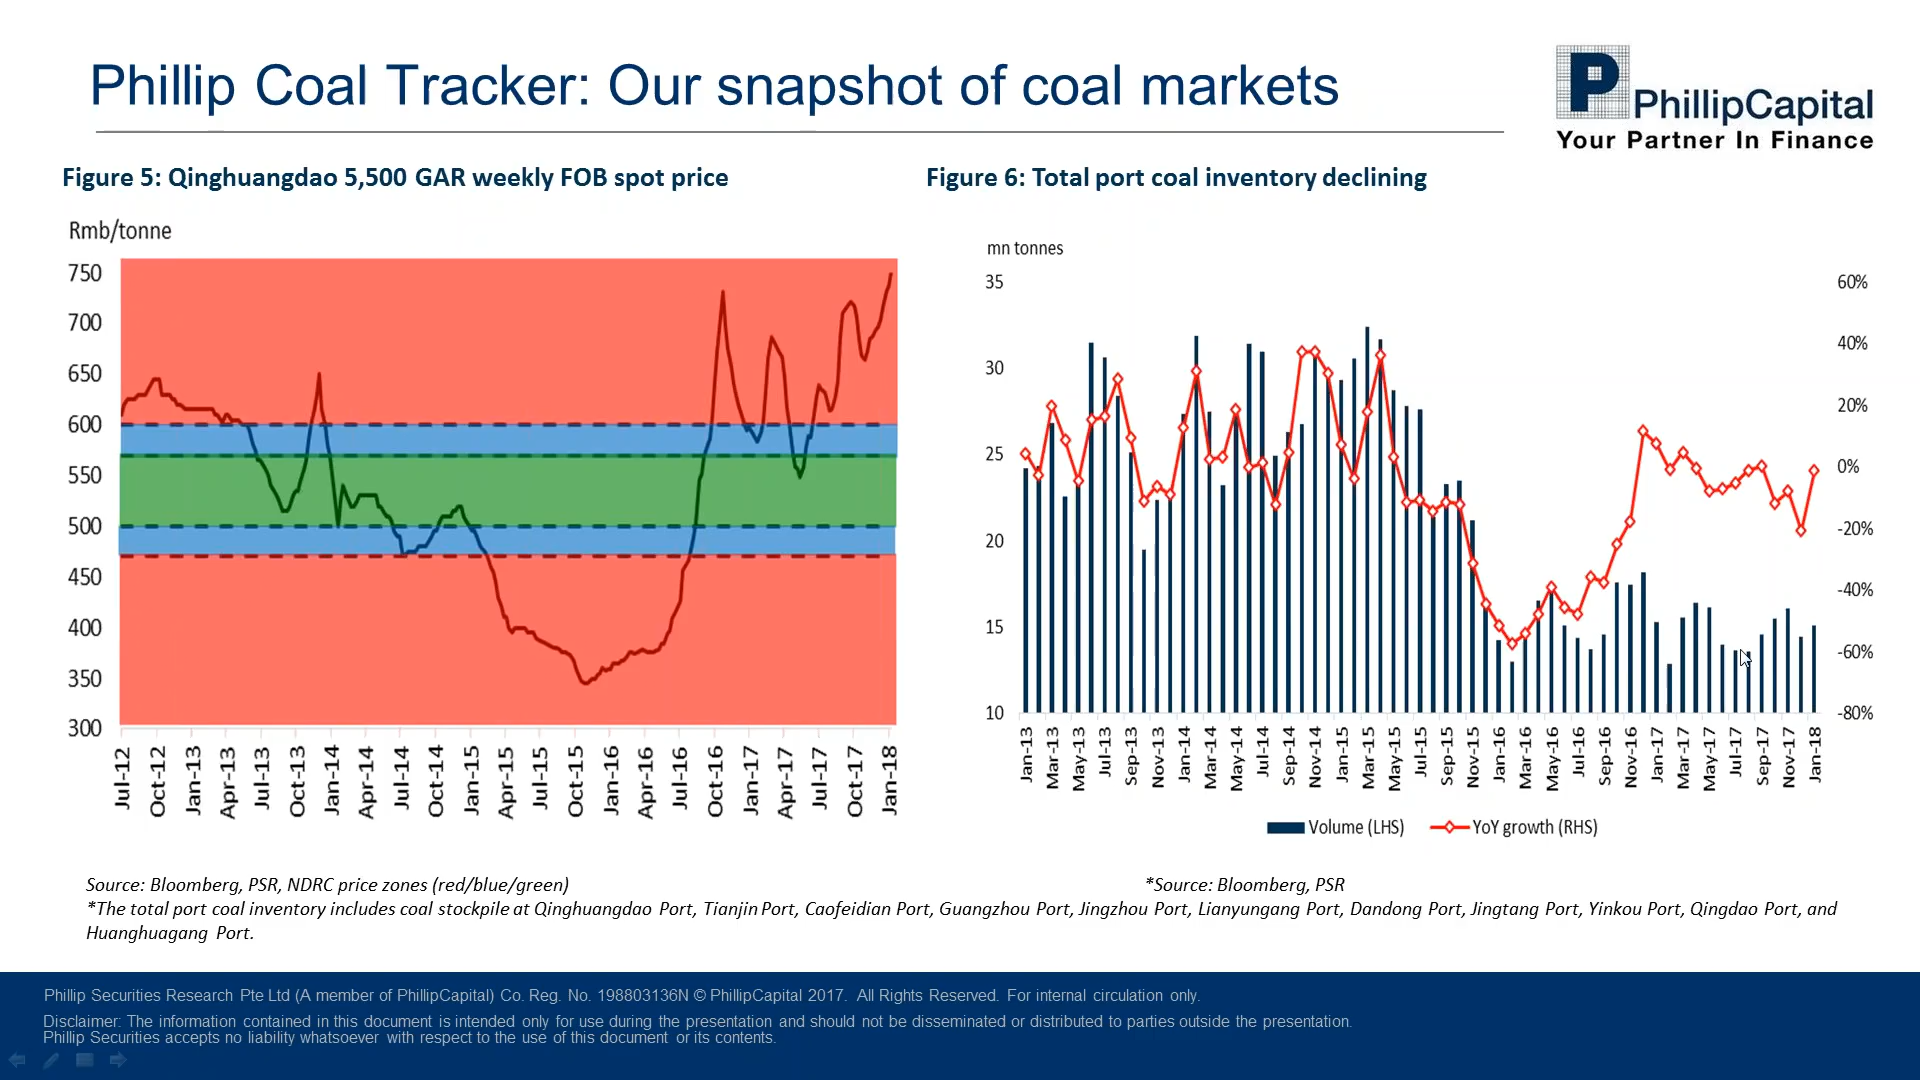 Phillip Coal Tracker: Our snapshot of coal markets
P
PhillipCapital
Your Partner In Finance
Figure 5: Qinghuangdao 5,500 GAR weekly FOB spot price
Rmb/tonne
750
700
650
600
550
500
450
400
350
300
Jul-12
Oct-12
Jan-13
Apr-13
Jul-13
Oct-13
Jan-14
Apr-14
Jul-14
Oct-14
Jan-15
Apr-15
Jul-15
Oct-15
Jan-16
Apr-16
Jul-16
Oct-16
Jan-17
Apr-17
Jul-17
Oct-17
Jan-18
Figure 6: Total port coal inventory declining
mn tonnes
35
30
25
20
15
10
60%
40%
20%
0%
-20%
-40%
-60%
-80%
Jan-13
Mar-13
May-13
Jul-13
Sep-13
Nov-13
Jan-14
Mar-14
May-14
Jul-14
Sep-14
Nov-14
Jan-15
Mar-15
May-15
Jul-15
Sep-15
Nov-15
Jan-16
Mar-16
May-16
Jul-16
Sep-16
Nov-16
Jan-17
Mar-17
May-17
Jul-17
Sep-17
Nov-17
Jan-18
Volume (LHS)
YoY growth (RHS)
Source: Bloomberg, PSR, NDRC price zones (red/blue/green)
*Source: Bloomberg, PSR
*The total port coal inventory includes coal stockpile at Qinghuangdao Port, Tianjin Port, Caofeidian Port, Guangzhou Port, Jingzhou Port, Lianyungang Port, Dandong Port, Jingtang Port, Yinkou Port, Qingdao Port, and
Huanghuagang Port.
Phillip Securities Research Pte Ltd (A member of PhillipCapital) Co. Reg. No. 198803136N © PhillipCapital 2017. All Rights Reserved. For internal circulation only.
Disclaimer: The information contained in this document is intended only for use during the presentation and should not be disseminated or distributed to parties outside the presentation.
Phillip Securities accepts no liability whatsoever with respect to the use of this document or its contents.